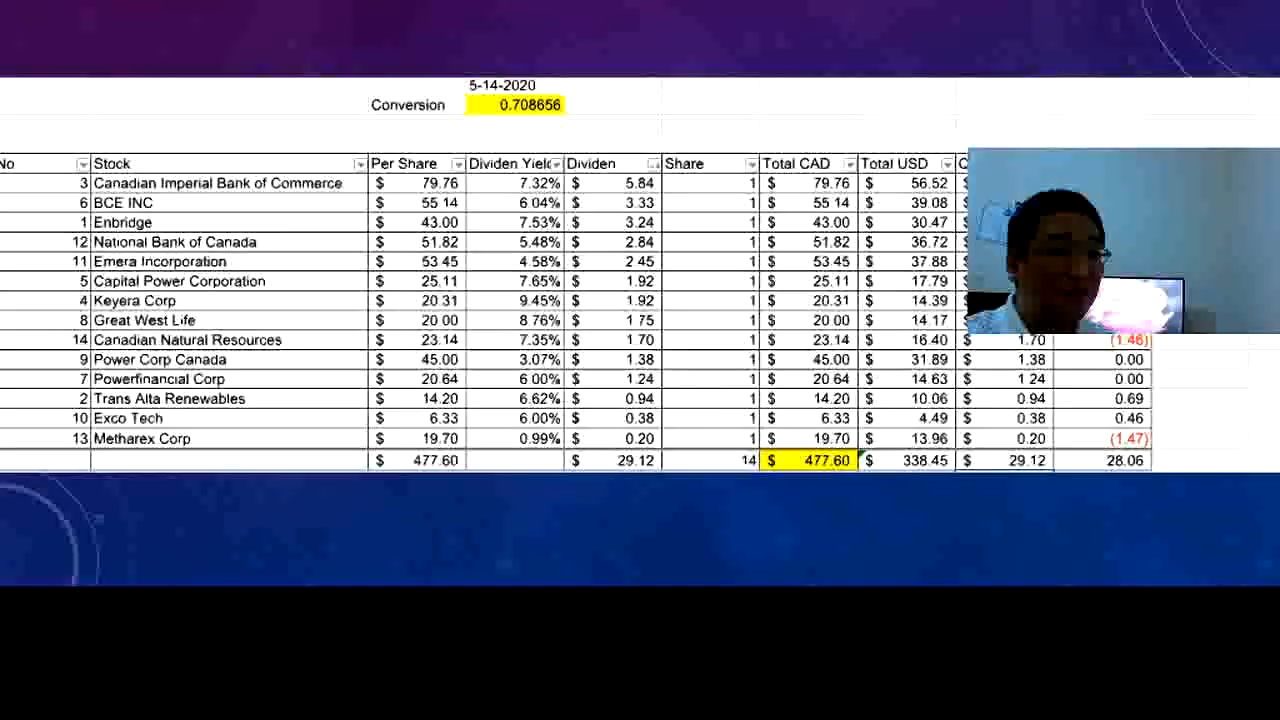 5-14-2020
Conversion 0.708656
No Stock Per Share Dividen Yield Dividen Share Total CAD Total USD
3 Canadian Imperial Bank of Commerce $ 79.76 7.32% $ 5.84 1 $ 79.76 $ 56.52
6 BCE INC $ 55 14 6.04% $ 3.33 1 $ 55 14 $ 39.08
1 Enbridge $ 43.00 7.53% $ 3.24 1 $ 43.00 $ 30.47
12 National Bank of Canada $ 51.82 5.48% $ 2.84 1 $ 51.82 $ 36.72
11 Emera Incorporation $ 53.45 4.58% $ 2 45 1 $ 53.45 $ 37.88
5 Capital Power Corporation $ 25.11 7.65% $ 1.92 1 $ 25.11 $ 17.79
4 Keyera Corp $ 20 31 9.45% $ 1.92 1 $ 20.31 $ 14.39
8 Great West Life $ 20 00 8.76% $ 1 75 1 $ 20 00 $ 14.17
14 Canadian Natural Resources $ 23.14 7.35% $ 1.70 1 $ 23.14 $ 16.40 $ 1.70 (1.46)
9 Power Corp Canada $ 45.00 3.07% $ 1.38 1 $ 45.00 $ 31.89 $ 1.38 0.00
7 Powerfinancial Corp $ 20.64 6.00% $ 1.24 1 $ 20 64 $ 14.63 $ 1 24 0.00
2 Trans Alta Renewables $ 14.20 6.62% $ 0.94 1 $ 14.20 $ 10.06 $ 0.94 0.69
10 Exco Tech $ 6.33 6.00% $ 0.38 1 $ 6.33 $ 4.49 $ 0.38 0.46
13 Metharex Corp $ 19.70 0.99% $ 0.20 1 $ 19.70 $ 13.96 $ 0.20 (1.47)
$ 477.60 $ 29.12 14 $ 477.60 $ 338.45 $ 29.12 28.06